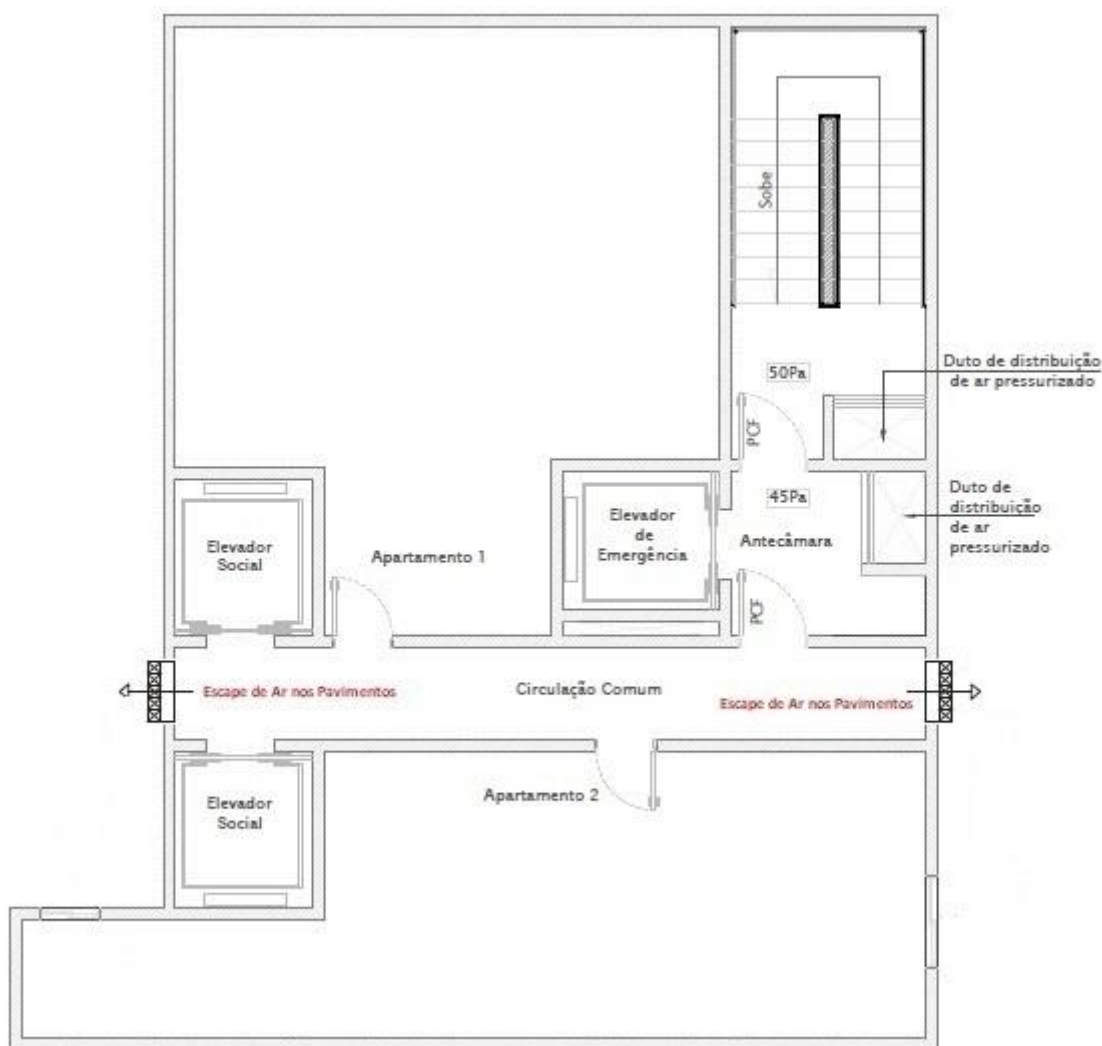 Sobe
50Pa
Duto de distribuição
de ar pressurizado
PCF
45Pa
Duto de
distribuição
de ar
pressurizado
Elevador
de
Emergência
Antecâmara
Elevador
Social
Apartamento 1
PCF
Escape de Ar nos Pavimentos
Circulação Comum
Escape de Ar nos Pavimentos
Elevador
Social
Apartamento 2